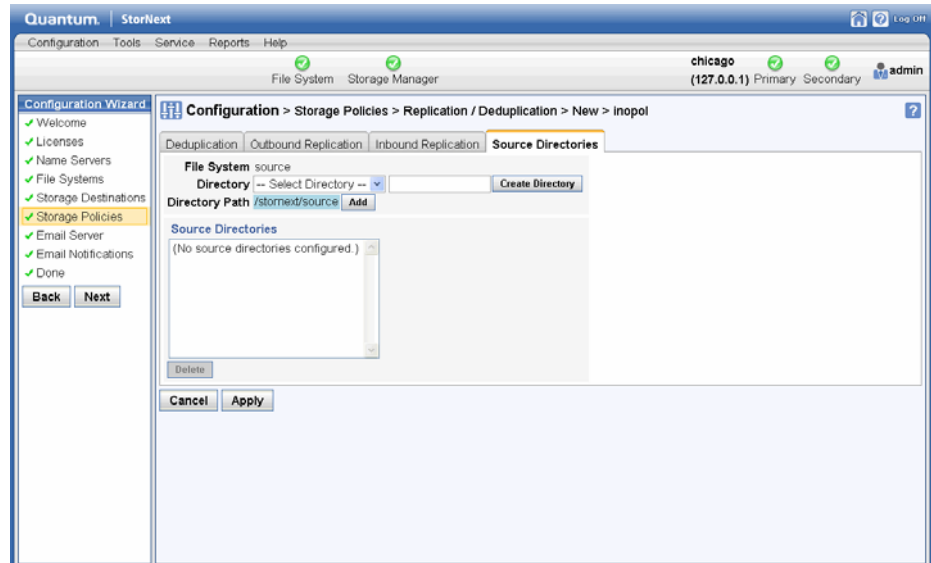 Quantum. | StorNext
Log Off
Configuration Tools Service Reports Help
File System Storage Manager
chicago
(127.0.0.1) Primary Secondary
admin
Configuration Wizard
Welcome
Licenses
Name Servers
File Systems
Storage Destinations
Storage Policies
Email Server
Email Notifications
Done
Back Next
Configuration > Storage Policies > Replication / Deduplication > New > inopol
?
Deduplication Outbound Replication Inbound Replication Source Directories
File System source
Directory -- Select Directory -- Create Directory
Directory Path /stornext/source Add
Source Directories
(No source directories configured.)
Delete
Cancel Apply